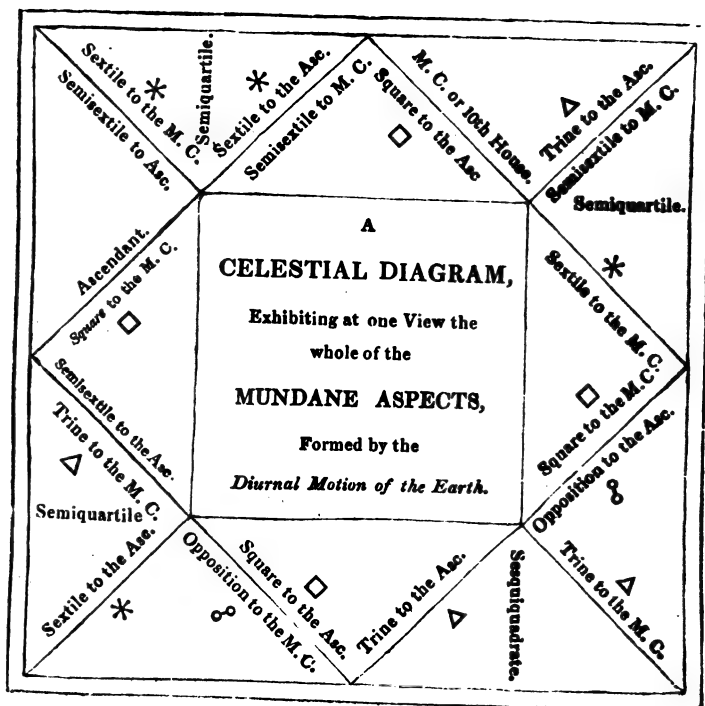 Sextile to the M. C.
Semisextile to Asc.
Semiquartile.
Sextile to the Asc.
Semisextile to M. C.
M. C. or 10th House.
Square to the Asc
Trine to the Asc.
Semisextile to M. C.
Semiquartile.
Ascendant.
Square to the M. C.
A
CELESTIAL DIAGRAM,
Exhibiting at one View the
whole of the
MUNDANE ASPECTS,
Formed by the
Diurnal Motion of the Earth.
Sextile to the M. C.
Square to the M. C.
Opposition to the Asc.
Semisextile to the Asc.
Trine to the M. C.
Semiquartile
Sextile to the Asc.
Opposition to the M. C.
Square to the Asc.
Trine to the Asc.
Sesquiquadrate.
Trine to the M. C.